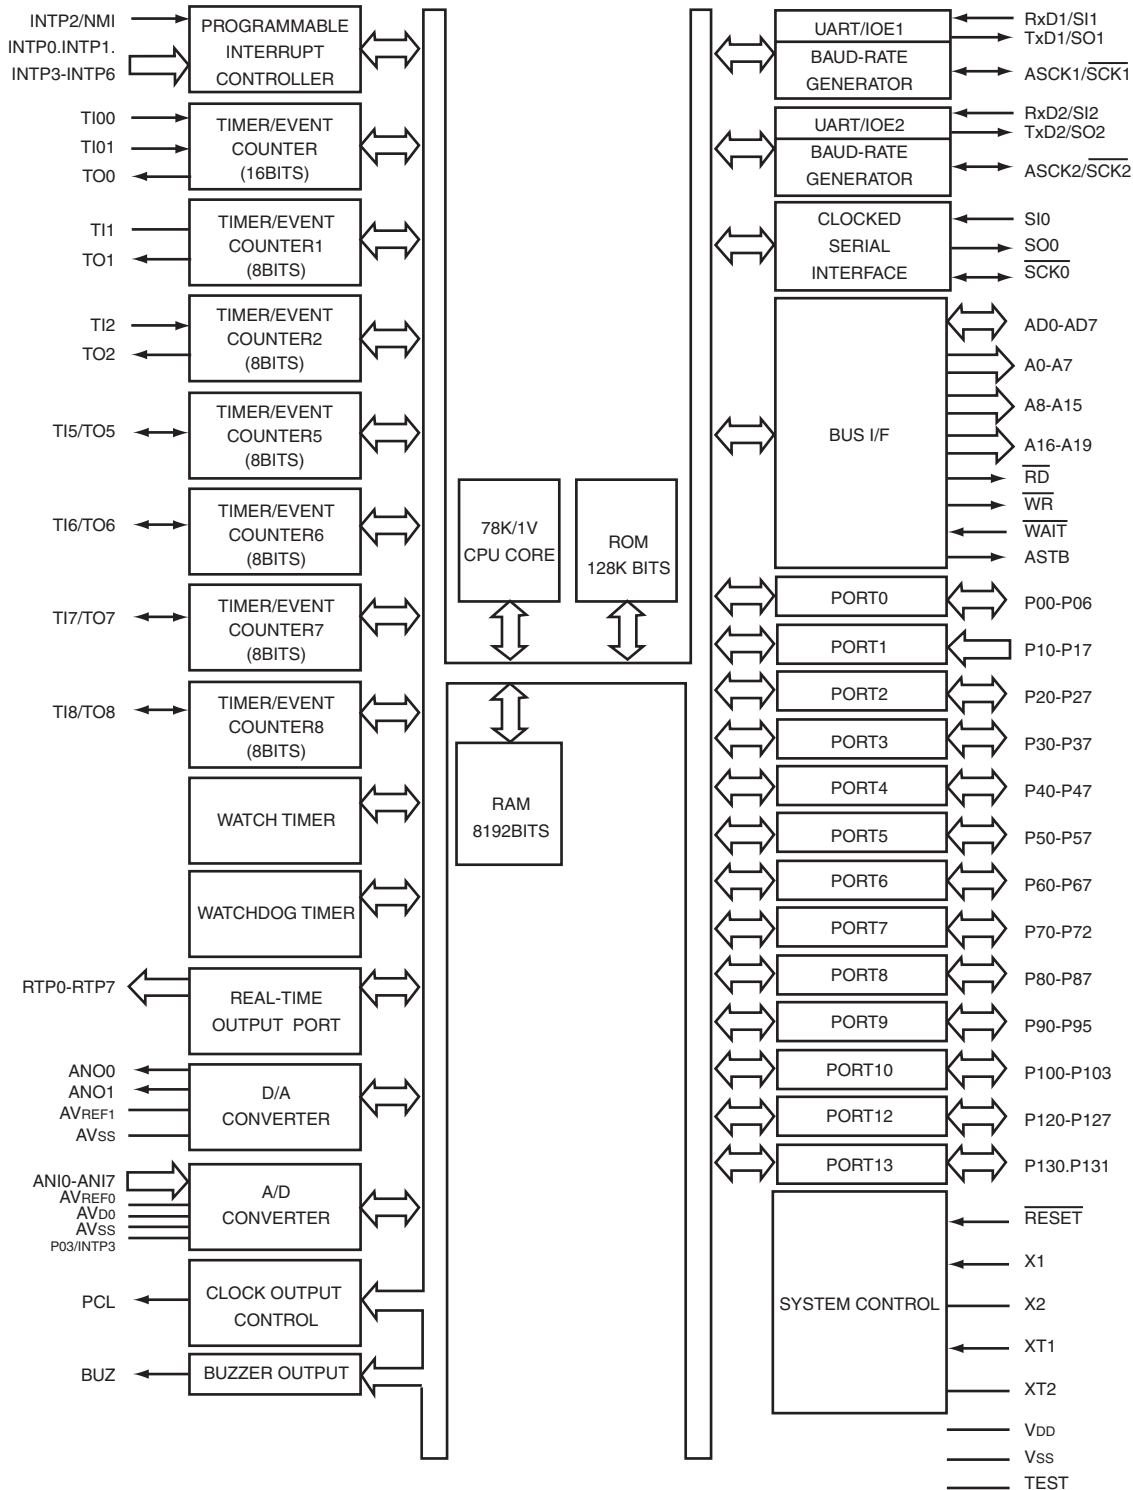 INTP2/NMI
INTP0.INTP1.
INTP3-INTP6
PROGRAMMABLE
INTERRUPT
CONTROLLER
TI00
TI01
TO0
TIMER/EVENT
COUNTER
(16BITS)
TI1
TO1
TIMER/EVENT
COUNTER1
(8BITS)
TI2
TO2
TIMER/EVENT
COUNTER2
(8BITS)
TI5/TO5
TIMER/EVENT
COUNTER5
(8BITS)
TI6/TO6
TIMER/EVENT
COUNTER6
(8BITS)
TI7/TO7
TIMER/EVENT
COUNTER7
(8BITS)
TI8/TO8
TIMER/EVENT
COUNTER8
(8BITS)
WATCH TIMER
WATCHDOG TIMER
RTP0-RTP7
REAL-TIME
OUTPUT PORT
ANO0
ANO1
AVREF1
AVSS
D/A
CONVERTER
ANI0-ANI7
AVREF0
AVD0
AVSS
P03/INTP3
A/D
CONVERTER
PCL
CLOCK OUTPUT
CONTROL
BUZ
BUZZER OUTPUT
78K/1V
CPU CORE
ROM
128K BITS
RAM
8192BITS
UART/IOE1
BAUD-RATE
GENERATOR
RxD1/SI1
TxD1/SO1
ASCK1/SCK1
UART/IOE2
BAUD-RATE
GENERATOR
RxD2/SI2
TxD2/SO2
ASCK2/SCK2
CLOCKED
SERIAL
INTERFACE
SI0
SO0
SCK0
BUS I/F
AD0-AD7
A0-A7
A8-A15
A16-A19
RD
WR
WAIT
ASTB
PORT0
P00-P06
PORT1
P10-P17
PORT2
P20-P27
PORT3
P30-P37
PORT4
P40-P47
PORT5
P50-P57
PORT6
P60-P67
PORT7
P70-P72
PORT8
P80-P87
PORT9
P90-P95
PORT10
P100-P103
PORT12
P120-P127
PORT13
P130.P131
SYSTEM CONTROL
RESET
X1
X2
XT1
XT2
VDD
VSS
TEST